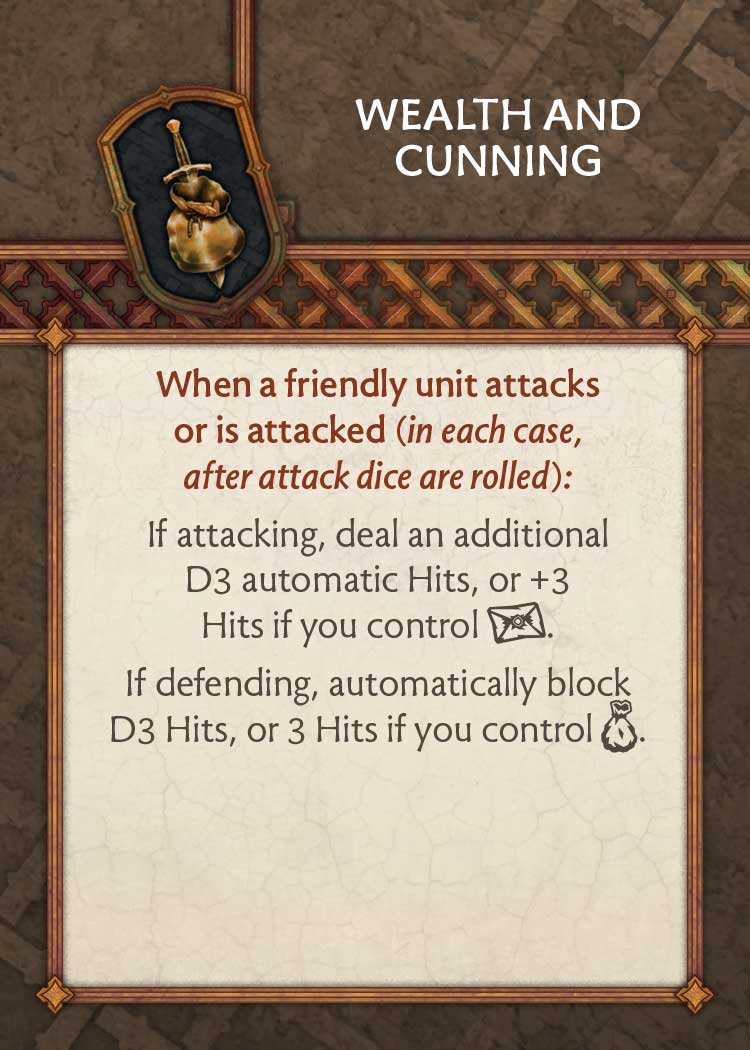 WEALTH AND
CUNNING
When a friendly unit attacks
or is attacked (in each case,
after attack dice are rolled):
If attacking, deal an additional
D3 automatic Hits, or +3
Hits if you control .
If defending, automatically block
D3 Hits, or 3 Hits if you control .